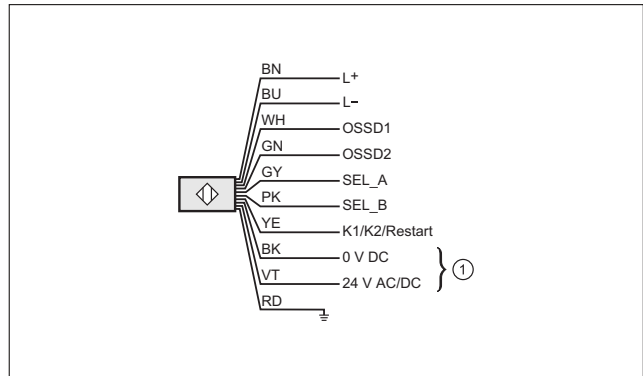 BN L+
BU L–
WH OSSD1
GN OSSD2
GY SEL_A
PK SEL_B
YE K1/K2/Restart
BK 0 V DC
VT 24 V AC/DC
1
RD